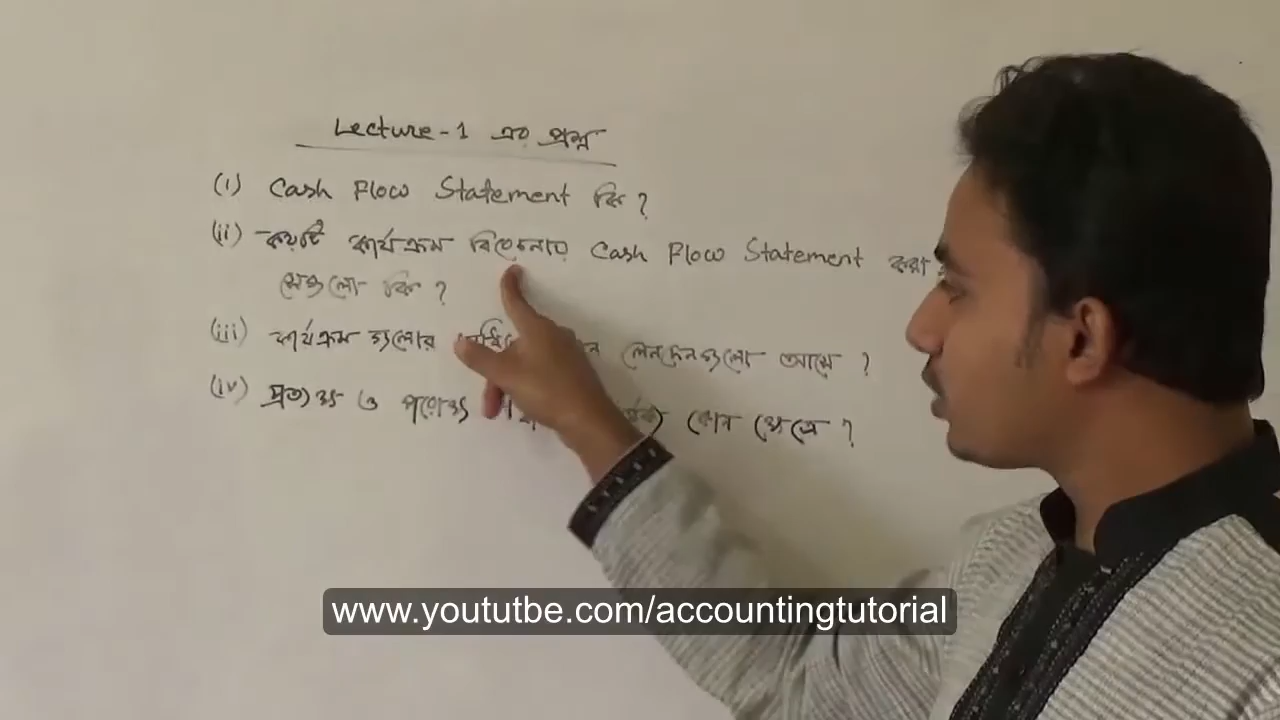 Lecture-1 এর প্রশ্ন
(i) Cash Flow Statement কি ?
(ii) কয়টি কার্যক্রম বিবেচনায় Cash Flow Statement করা
সেগুলো কি ?
(iii) কার্যক্রম গুলোর লেনদেনগুলো আসে ?
(iv) প্রত্যক্ষ ও পরোক্ষ কোন ক্ষেত্রে ?
www.yoututbe.com/accountingtutorial